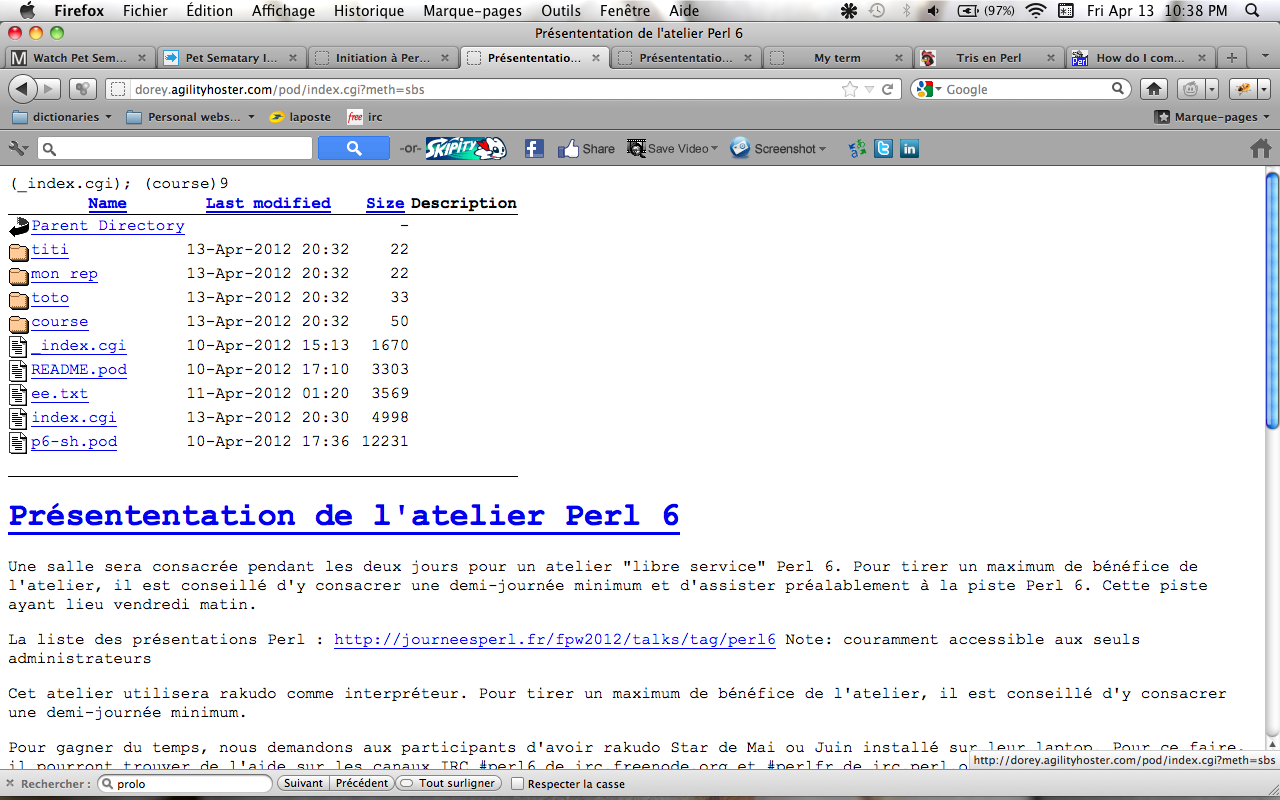 Firefox Fichier Édition Affichage Historique Marque-pages Outils Fenêtre Aide (97%) Fri Apr 13 10:38 PM
Présententation de l'atelier Perl 6
Watch Pet Sem... Pet Sematary I... Initiation à Per... Présententatio... Présententatio... My term Tris en Perl How do I com...
dorey.agilityhoster.com/pod/index.cgi?meth=sbs Google
dictionaries Personal webs... laposte free irc Marque-pages
-or- SKIPITY Share Save Video Screenshot
(_index.cgi); (course)9
Name Last modified Size Description
Parent Directory -
titi 13-Apr-2012 20:32 22
mon rep 13-Apr-2012 20:32 22
toto 13-Apr-2012 20:32 33
course 13-Apr-2012 20:32 50
_index.cgi 10-Apr-2012 15:13 1670
README.pod 10-Apr-2012 17:10 3303
ee.txt 11-Apr-2012 01:20 3569
index.cgi 13-Apr-2012 20:30 4998
p6-sh.pod 10-Apr-2012 17:36 12231
Présententation de l'atelier Perl 6
Une salle sera consacrée pendant les deux jours pour un atelier "libre service" Perl 6. Pour tirer un maximum de bénéfice de
l'atelier, il est conseillé d'y consacrer une demi-journée minimum et d'assister préalablement à la piste Perl 6. Cette piste
ayant lieu vendredi matin.
La liste des présentations Perl : http://journeesperl.fr/fpw2012/talks/tag/perl6 Note: couramment accessible aux seuls
administrateurs
Cet atelier utilisera rakudo comme interpréteur. Pour tirer un maximum de bénéfice de l'atelier, il est conseillé d'y consacrer
une demi-journée minimum.
Pour gagner du temps, nous demandons aux participants d'avoir rakudo Star de Mai ou Juin installé sur leur laptop. Pour ce faire,
il pourront trouver de l'aide sur les canaux IRC #perl6 de irc.freenode.org et #perlfr de irc.perl.o
http://dorey.agilityhoster.com/pod/index.cgi?meth=sbs
Rechercher : prolo Suivant Précédent Tout surligner Respecter la casse